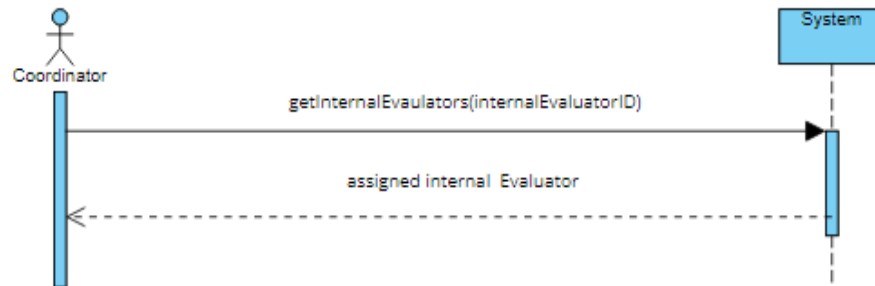 System
Coordinator
getInternalEvaulators(internalEvaluatorID)
assigned internal Evaluator